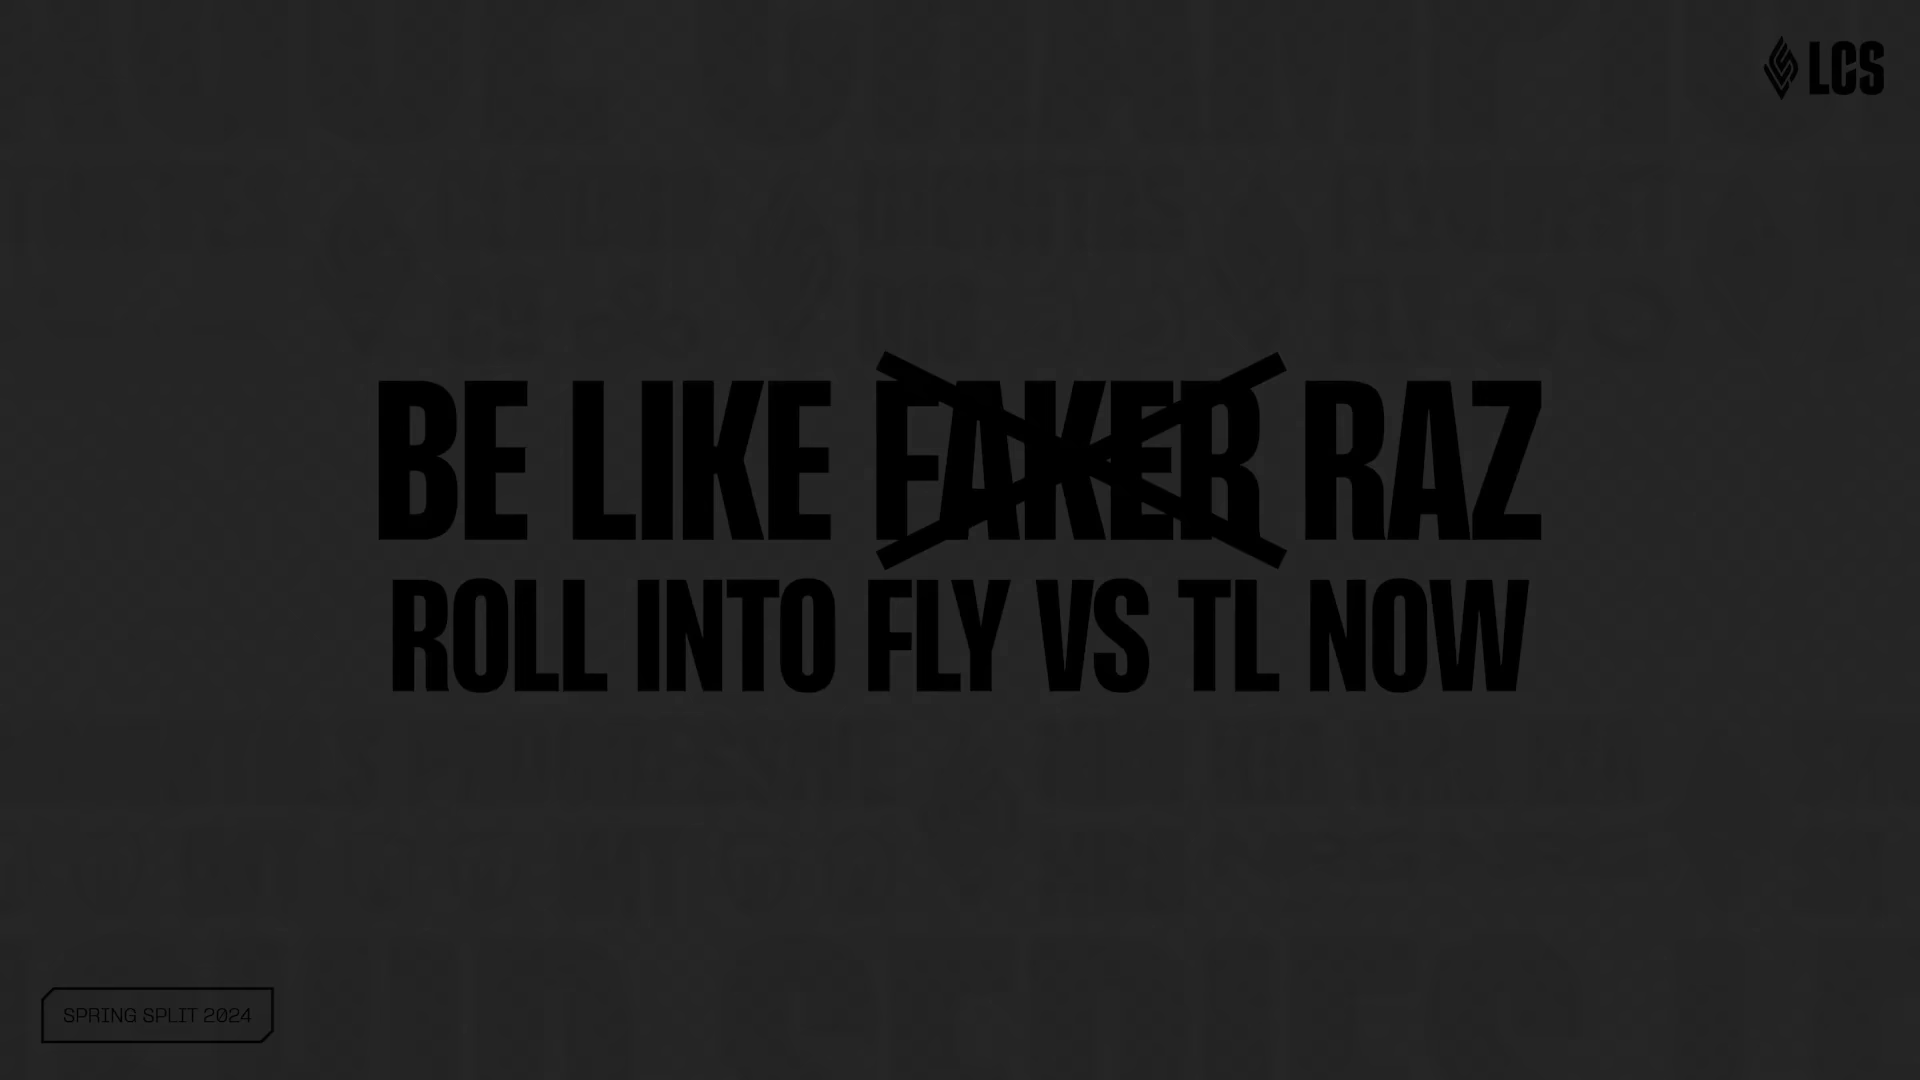 LCS
BE LIKE FAKER RAZ
ROLL INTO FLY VS TL NOW
SPRING SPLIT 2024